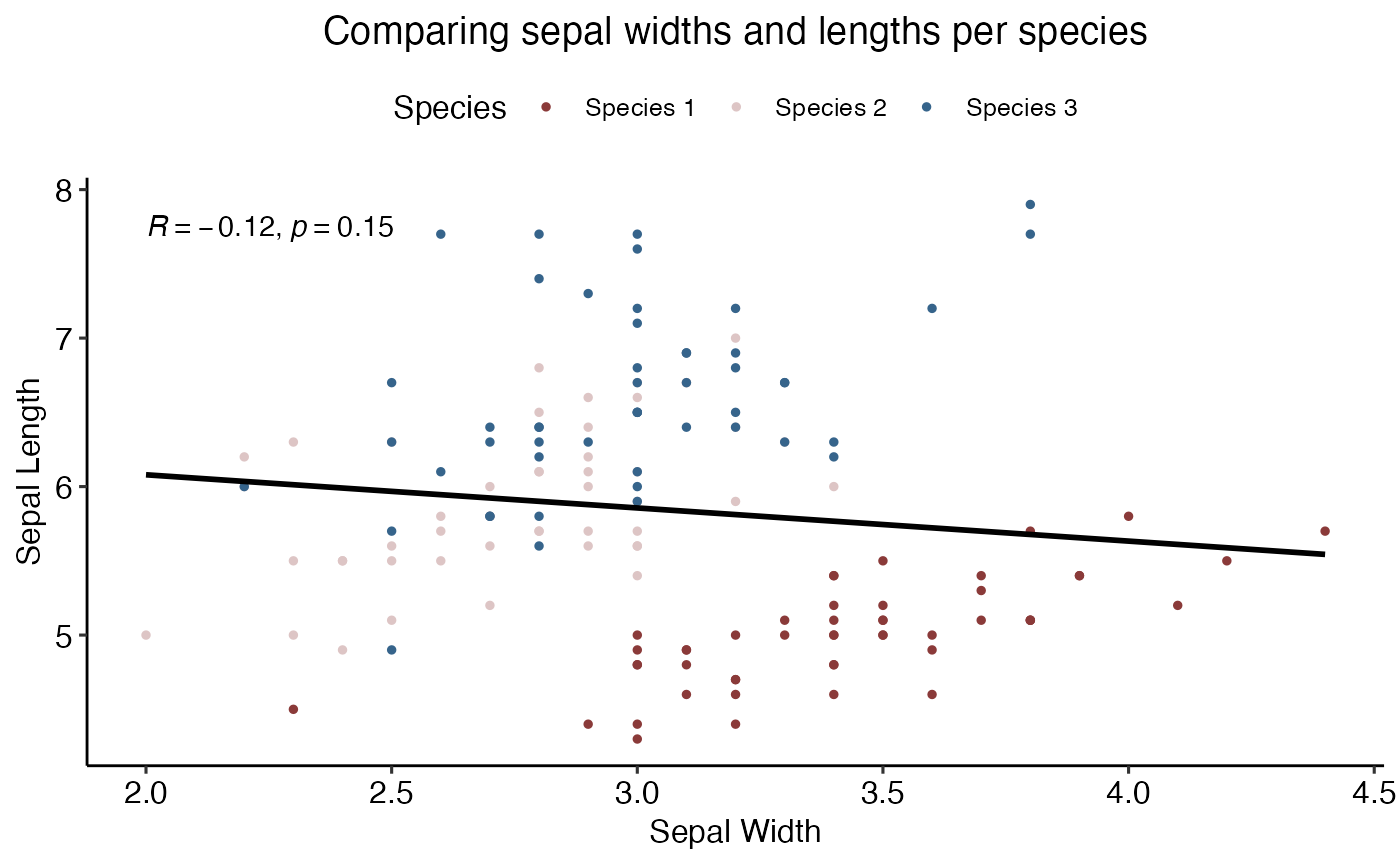 Comparing sepal widths and lengths per species
Species Species 1 Species 2 Species 3
8
R = −0.12, p = 0.15
7
6
5
Sepal Length
2.0 2.5 3.0 3.5 4.0 4.5
Sepal Width